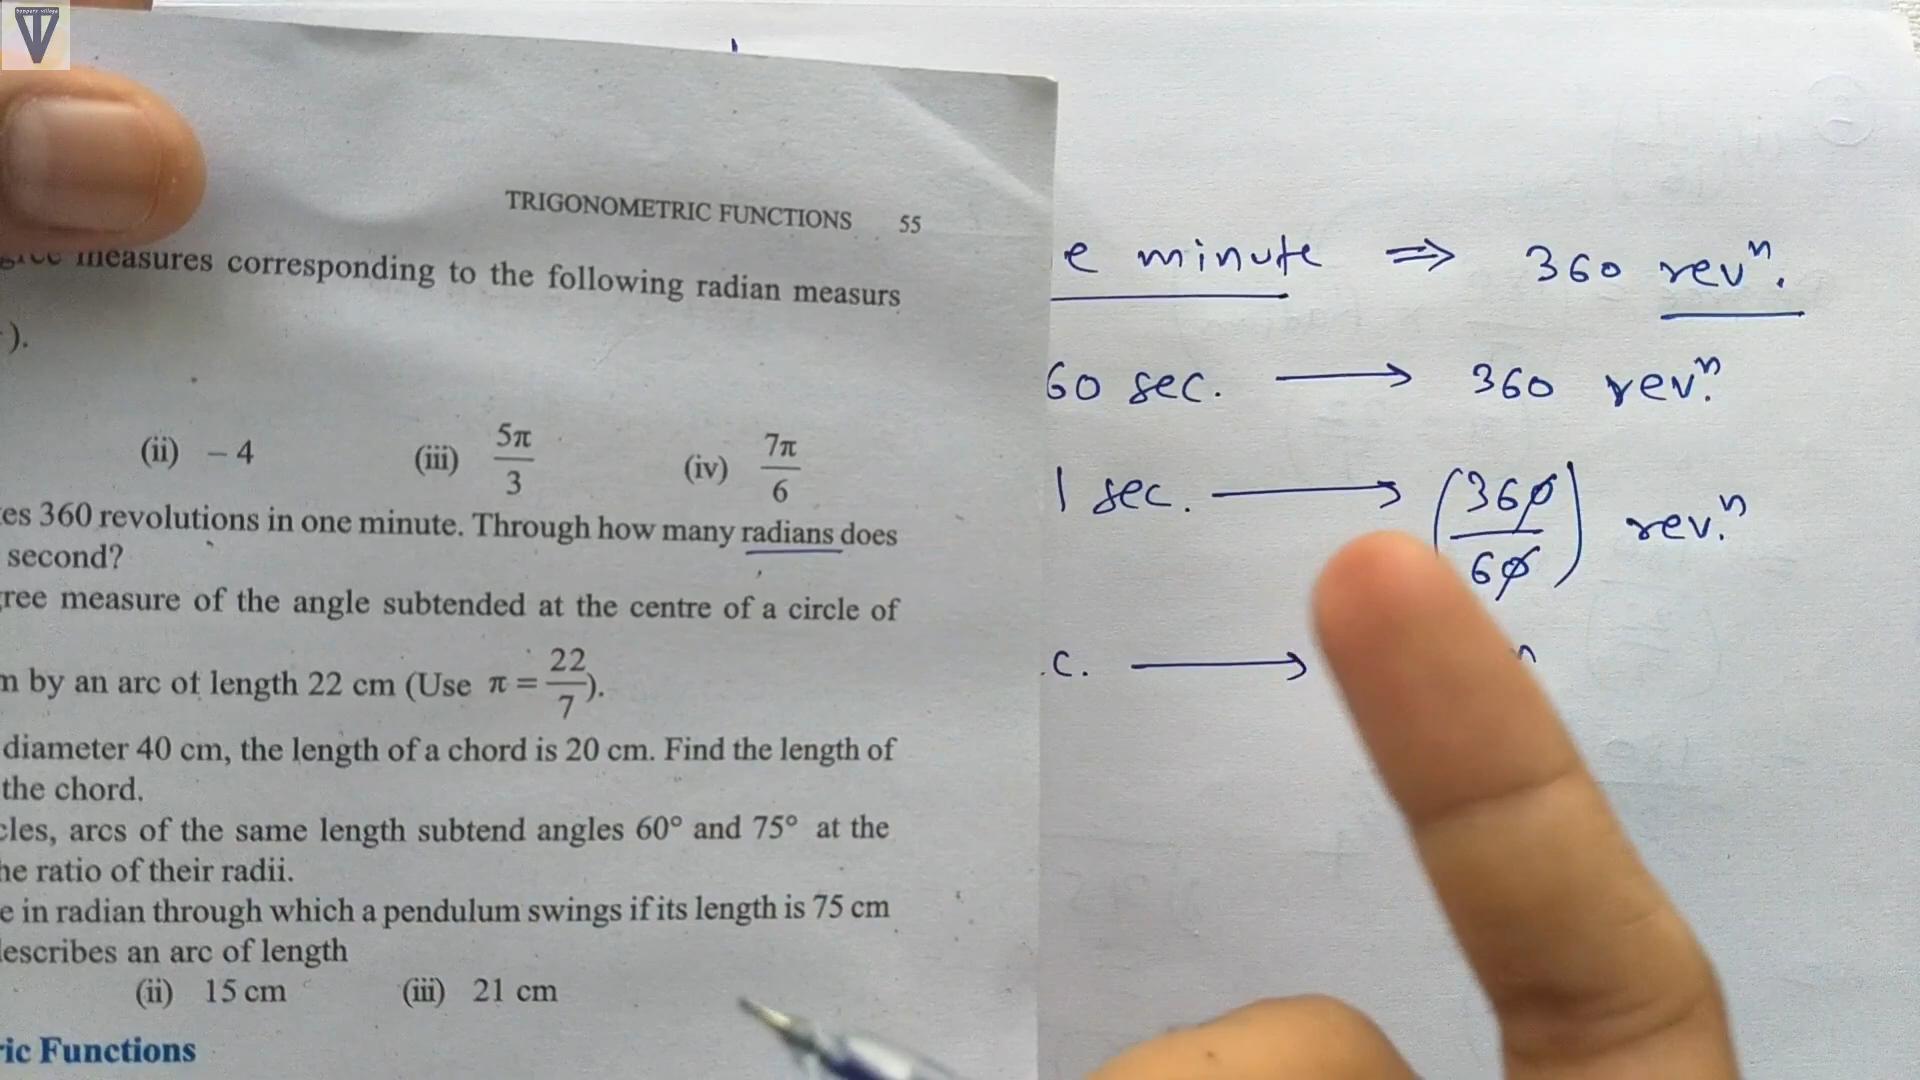 TRIGONOMETRIC FUNCTIONS 55
measures corresponding to the following radian measurs
).
(ii) – 4 (iii) 5π/3 (iv) 7π/6
es 360 revolutions in one minute. Through how many radians does
second?
ree measure of the angle subtended at the centre of a circle of
m by an arc of length 22 cm (Use π = 22/7).
diameter 40 cm, the length of a chord is 20 cm. Find the length of
the chord.
cles, arcs of the same length subtend angles 60° and 75° at the
he ratio of their radii.
e in radian through which a pendulum swings if its length is 75 cm
describes an arc of length
(ii) 15 cm (iii) 21 cm
ric Functions
e minute ⇒ 360 revⁿ.
60 sec. → 360 revⁿ.
1 sec. → (360/60) rev.ⁿ
c. → n